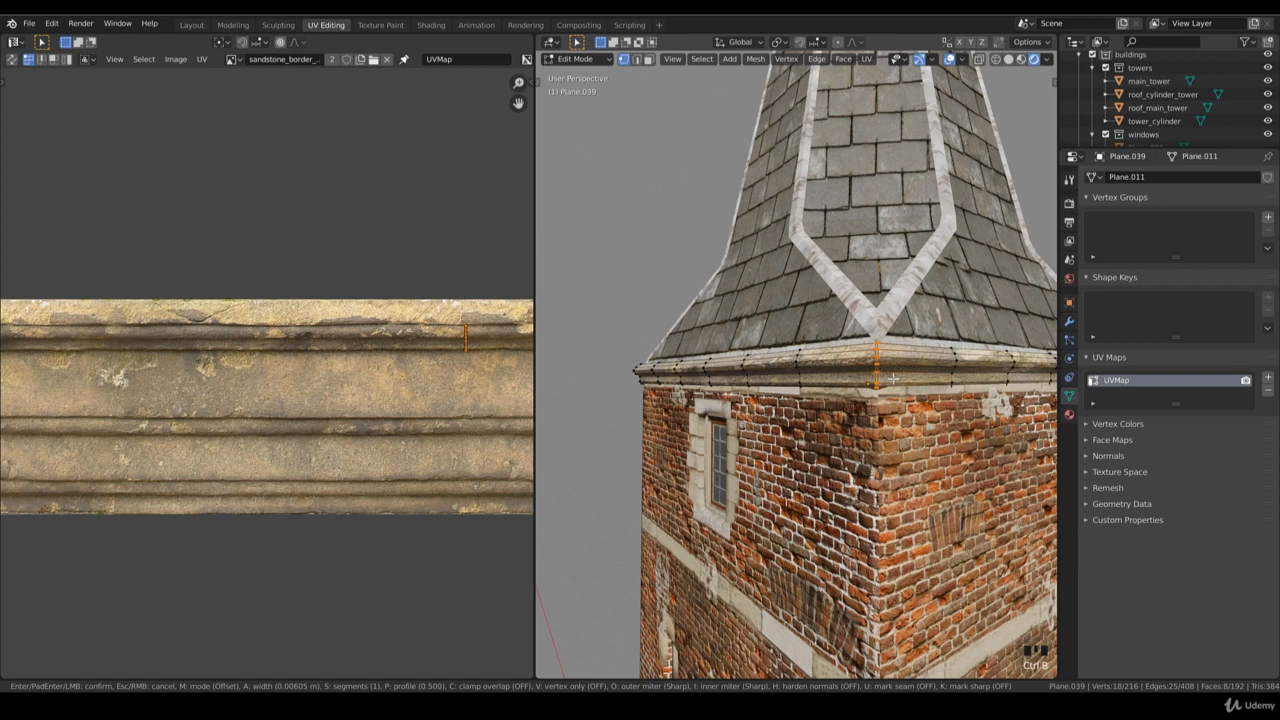 File Edit Render Window Help Layout Modeling Sculpting UV Editing Texture Paint Shading Animation Rendering Compositing Scripting + Scene View Layer
Global X Y Z Options
View Select Image UV sandstone_border_.. 2 UVMap Edit Mode View Select Add Mesh Vertex Edge Face UV
User Perspective
(1) Plane.039
buildings
towers
main_tower
roof_cylinder_tower
roof_main_tower
tower_cylinder
windows
Plane.039 Plane.011
Plane.011
Vertex Groups
Shape Keys
UV Maps
UVMap
Vertex Colors
Face Maps
Normals
Texture Space
Remesh
Geometry Data
Custom Properties
Ctrl B
Enter/PadEnter/LMB: confirm, Esc/RMB: cancel, M: mode (Offset), A: width (0.00605 m), S: segments (1), P: profile (0.500), C: clamp overlap (OFF), V: vertex only (OFF), O: outer miter (Sharp), I: inner miter (Sharp), H: harden normals (OFF), U: mark seam (OFF), K: mark sharp (OFF) Plane.039 | Verts:18/216 | Edges:25/408 | Faces:8/192 | Tris:384
Udemy